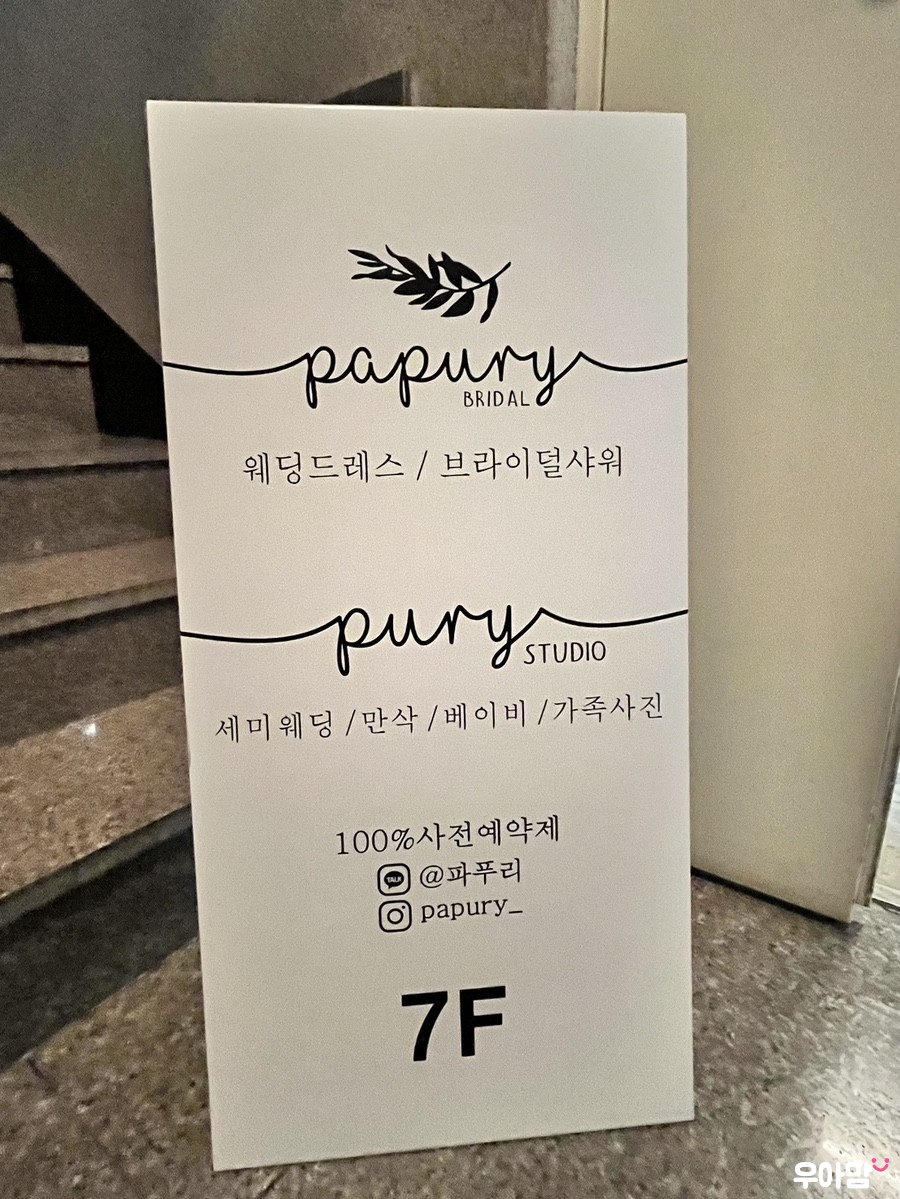 papury
BRIDAL
웨딩드레스 / 브라이덜샤워
pury
STUDIO
세미웨딩 /만삭 /베이비 /가족사진
100%사전예약제
TALK @파푸리
papury_
7F
우아맘